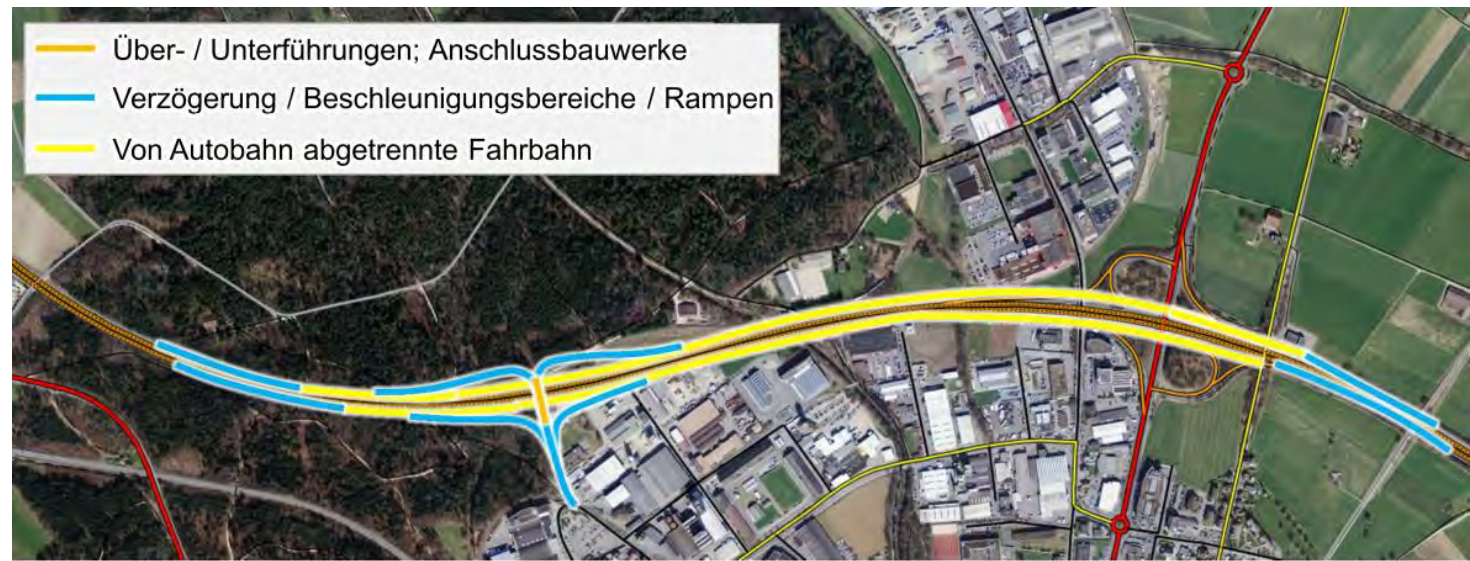 Über- / Unterführungen; Anschlussbauwerke
Verzögerung / Beschleunigungsbereiche / Rampen
Von Autobahn abgetrennte Fahrbahn